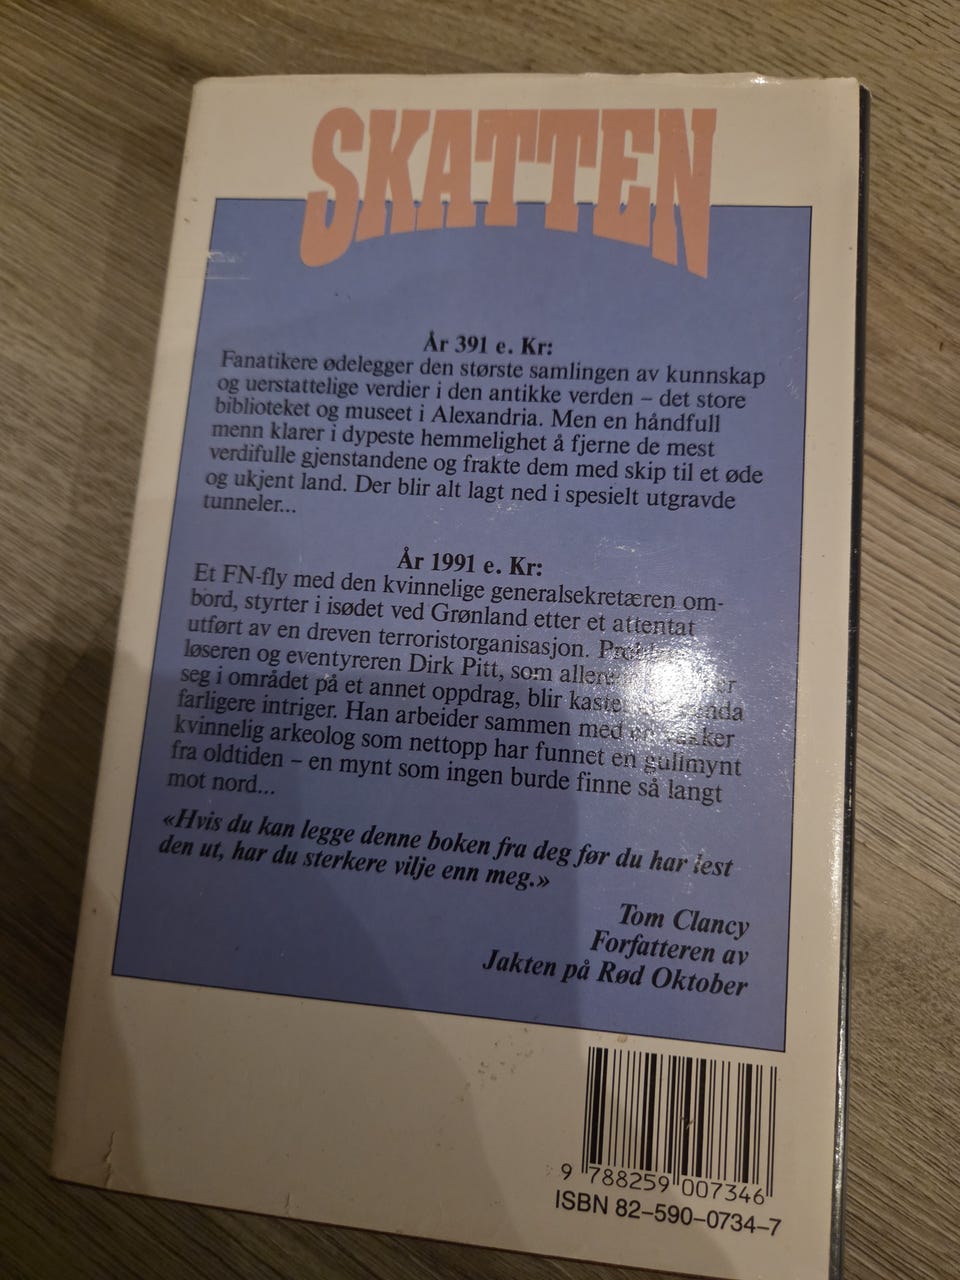 SKATTEN
År 391 e. Kr:
Fanatikere ødelegger den største samlingen av kunnskap
og uerstattelige verdier i den antikke verden – det store
biblioteket og museet i Alexandria. Men en håndfull
menn klarer i dypeste hemmelighet å fjerne de mest
verdifulle gjenstandene og frakte dem med skip til et øde
og ukjent land. Der blir alt lagt ned i spesielt utgravde
tunneler...
År 1991 e. Kr:
Et FN-fly med den kvinnelige generalsekretæren om-
bord, styrter i isødet ved Grønland etter et attentat
utført av en dreven terroristorganisasjon.
løseren og eventyreren Dirk Pitt, som
seg i området på et annet oppdrag, blir
farligere intriger. Han arbeider sammen med
kvinnelig arkeolog som nettopp har funnet en gullmynt
fra oldtiden – en mynt som ingen burde finne så langt
mot nord...
«Hvis du kan legge denne boken fra deg før du har lest
den ut, har du sterkere vilje enn meg.»
Tom Clancy
Forfatteren av
Jakten på Rød Oktober
9 788259 007346
ISBN 82-590-0734-7